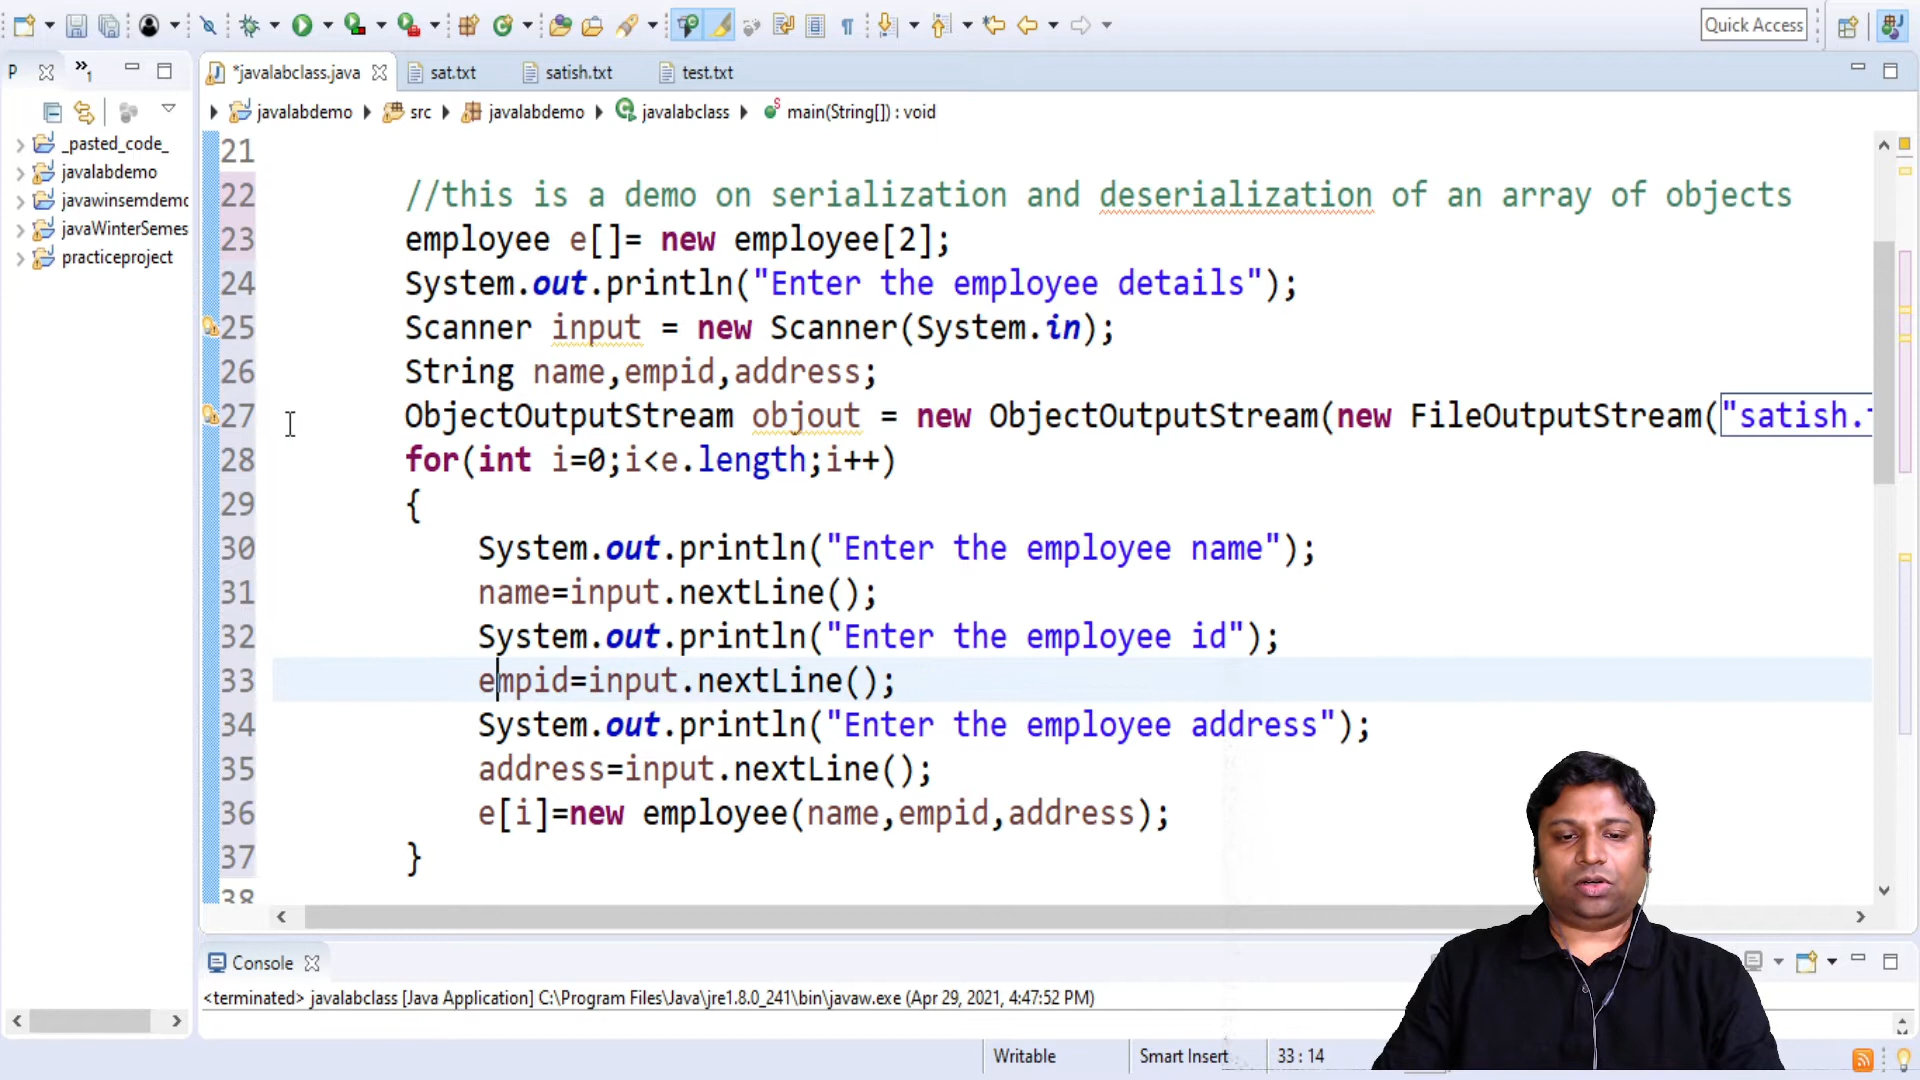 Quick Access
P
*javalabclass.java
sat.txt
satish.txt
test.txt
javalabdemo
src
javalabdemo
javalabclass
main(String[]) : void
_pasted_code_
javalabdemo
javawinsemdemo
javaWinterSemes
practiceproject
21
22 //this is a demo on serialization and deserialization of an array of objects
23 employee e[]= new employee[2];
24 System.out.println("Enter the employee details");
25 Scanner input = new Scanner(System.in);
26 String name,empid,address;
27 ObjectOutputStream objout = new ObjectOutputStream(new FileOutputStream("satish.
28 for(int i=0;i<e.length;i++)
29 {
30 System.out.println("Enter the employee name");
31 name=input.nextLine();
32 System.out.println("Enter the employee id");
33 empid=input.nextLine();
34 System.out.println("Enter the employee address");
35 address=input.nextLine();
36 e[i]=new employee(name,empid,address);
37 }
38
Console
<terminated> javalabclass [Java Application] C:\Program Files\Java\jre1.8.0_241\bin\javaw.exe (Apr 29, 2021, 4:47:52 PM)
Writable
Smart Insert
33 : 14